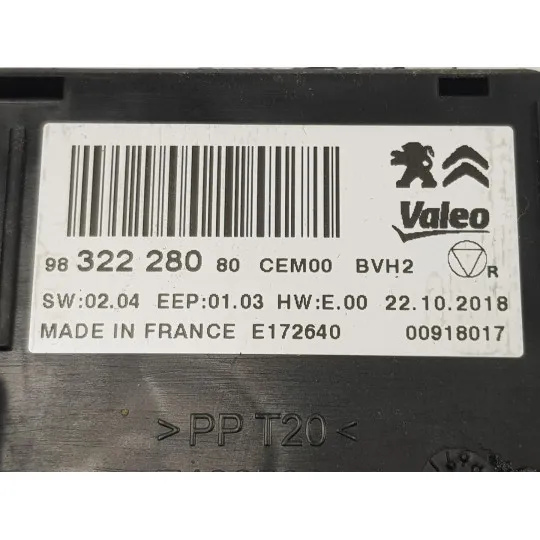 Valeo
98 322 280 80 CEM00 BVH2 R
SW:02.04 EEP:01.03 HW:E.00 22.10.2018
MADE IN FRANCE E172640 00918017
>PP T20<